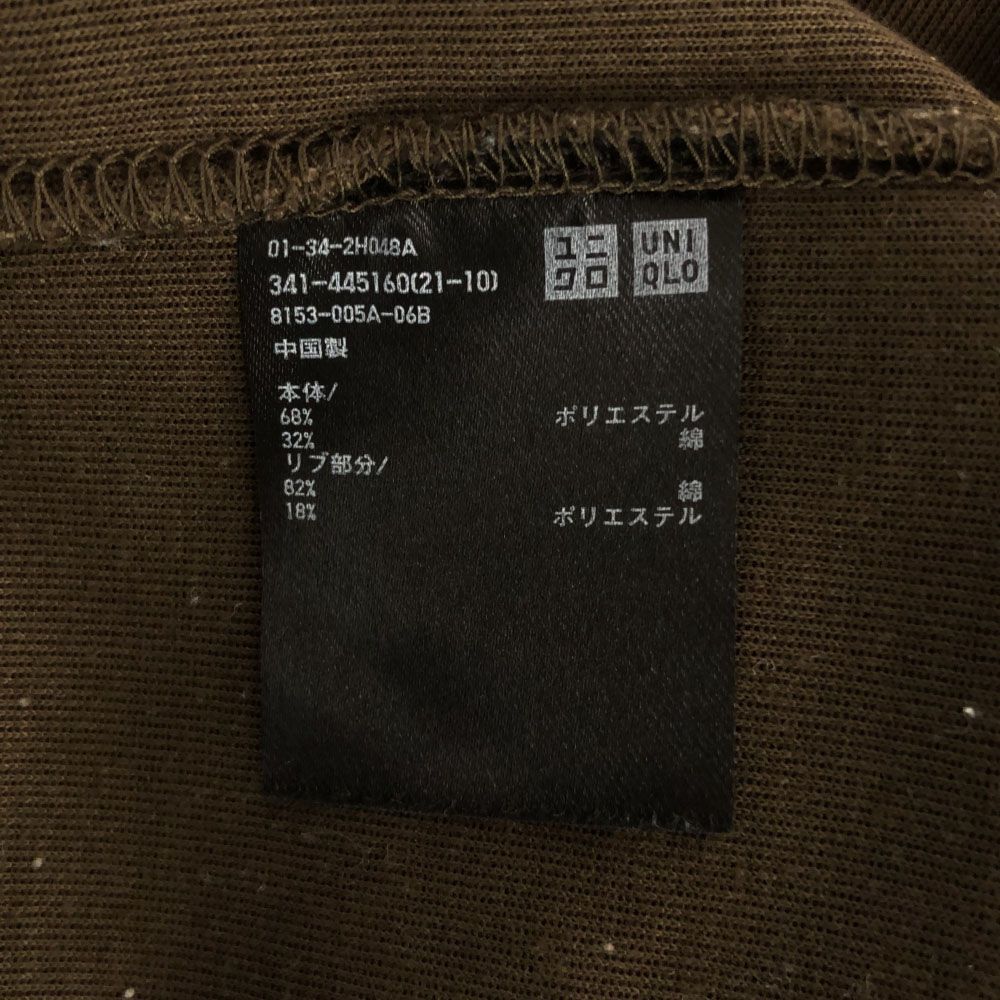 01-34-2H048A
341-445160(21-10)
8153-005A-06B
中国製
ユニ
クロ
UNI
QLO
本体/
68% ポリエステル
32% 綿
リブ部分/
82% 綿
18% ポリエステル